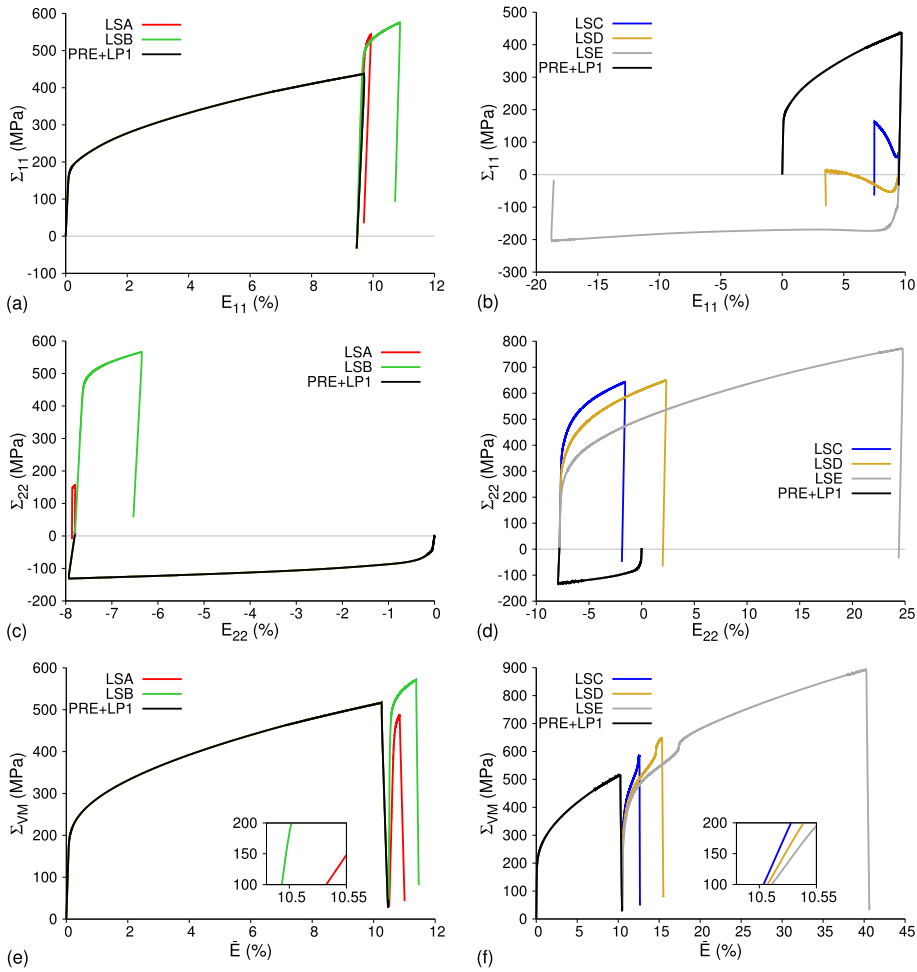 600
500
400
300
200
100
0
-100
0 2 4 6 8 10 12
Σ11 (MPa)
E11 (%)
LSA
LSB
PRE+LP1
(a)
500
400
300
200
100
0
-100
-200
-300
-20 -15 -10 -5 0 5 10
Σ11 (MPa)
E11 (%)
LSC
LSD
LSE
PRE+LP1
(b)
600
500
400
300
200
100
0
-100
-200
-8 -7 -6 -5 -4 -3 -2 -1 0
Σ22 (MPa)
E22 (%)
LSA
LSB
PRE+LP1
(c)
800
700
600
500
400
300
200
100
0
-100
-200
-10 -5 0 5 10 15 20 25
Σ22 (MPa)
E22 (%)
LSC
LSD
LSE
PRE+LP1
(d)
600
500
400
300
200
100
0
0 2 4 6 8 10 12
ΣVM (MPa)
Ē (%)
LSA
LSB
PRE+LP1
200
150
100
10.5 10.55
(e)
900
800
700
600
500
400
300
200
100
0
0 5 10 15 20 25 30 35 40 45
ΣVM (MPa)
Ē (%)
LSC
LSD
LSE
PRE+LP1
200
150
100
10.5 10.55
(f)